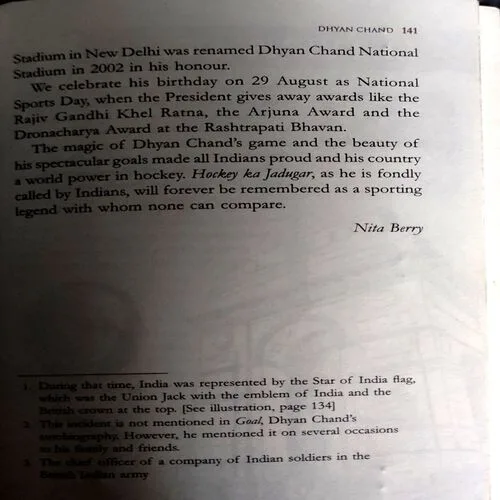 DHYAN CHAND 141
Stadium in New Delhi was renamed Dhyan Chand National
Stadium in 2002 in his honour.
We celebrate his birthday on 29 August as National
Sports Day, when the President gives away awards like the
Rajiv Gandhi Khel Ratna, the Arjuna Award and the
Dronacharya Award at the Rashtrapati Bhavan.
The magic of Dhyan Chand's game and the beauty of
his spectacular goals made all Indians proud and his country
a world power in hockey. Hockey ka Jadugar, as he is fondly
called by Indians, will forever be remembered as a sporting
legend with whom none can compare.
Nita Berry
1. During that time, India was represented by the Star of India flag,
which was the Union Jack with the emblem of India and the
British crown at the top. [See illustration, page 134]
2. This incident is not mentioned in Goal, Dhyan Chand's
autobiography. However, he mentioned it on several occasions
to his family and friends.
3. The chief officer of a company of Indian soldiers in the
British Indian army